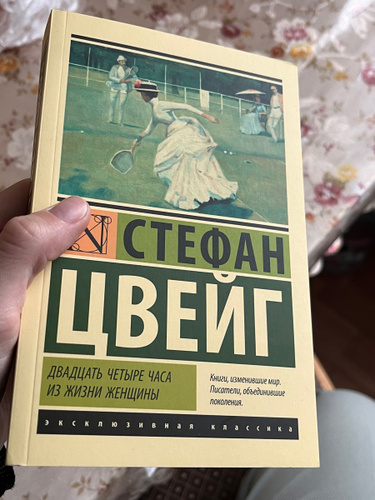 СТЕФАН
ЦВЕЙГ
ДВАДЦАТЬ ЧЕТЫРЕ ЧАСА
ИЗ ЖИЗНИ ЖЕНЩИНЫ
Книги, изменившие мир.
Писатели, объединившие
поколения.
эксклюзивная классика